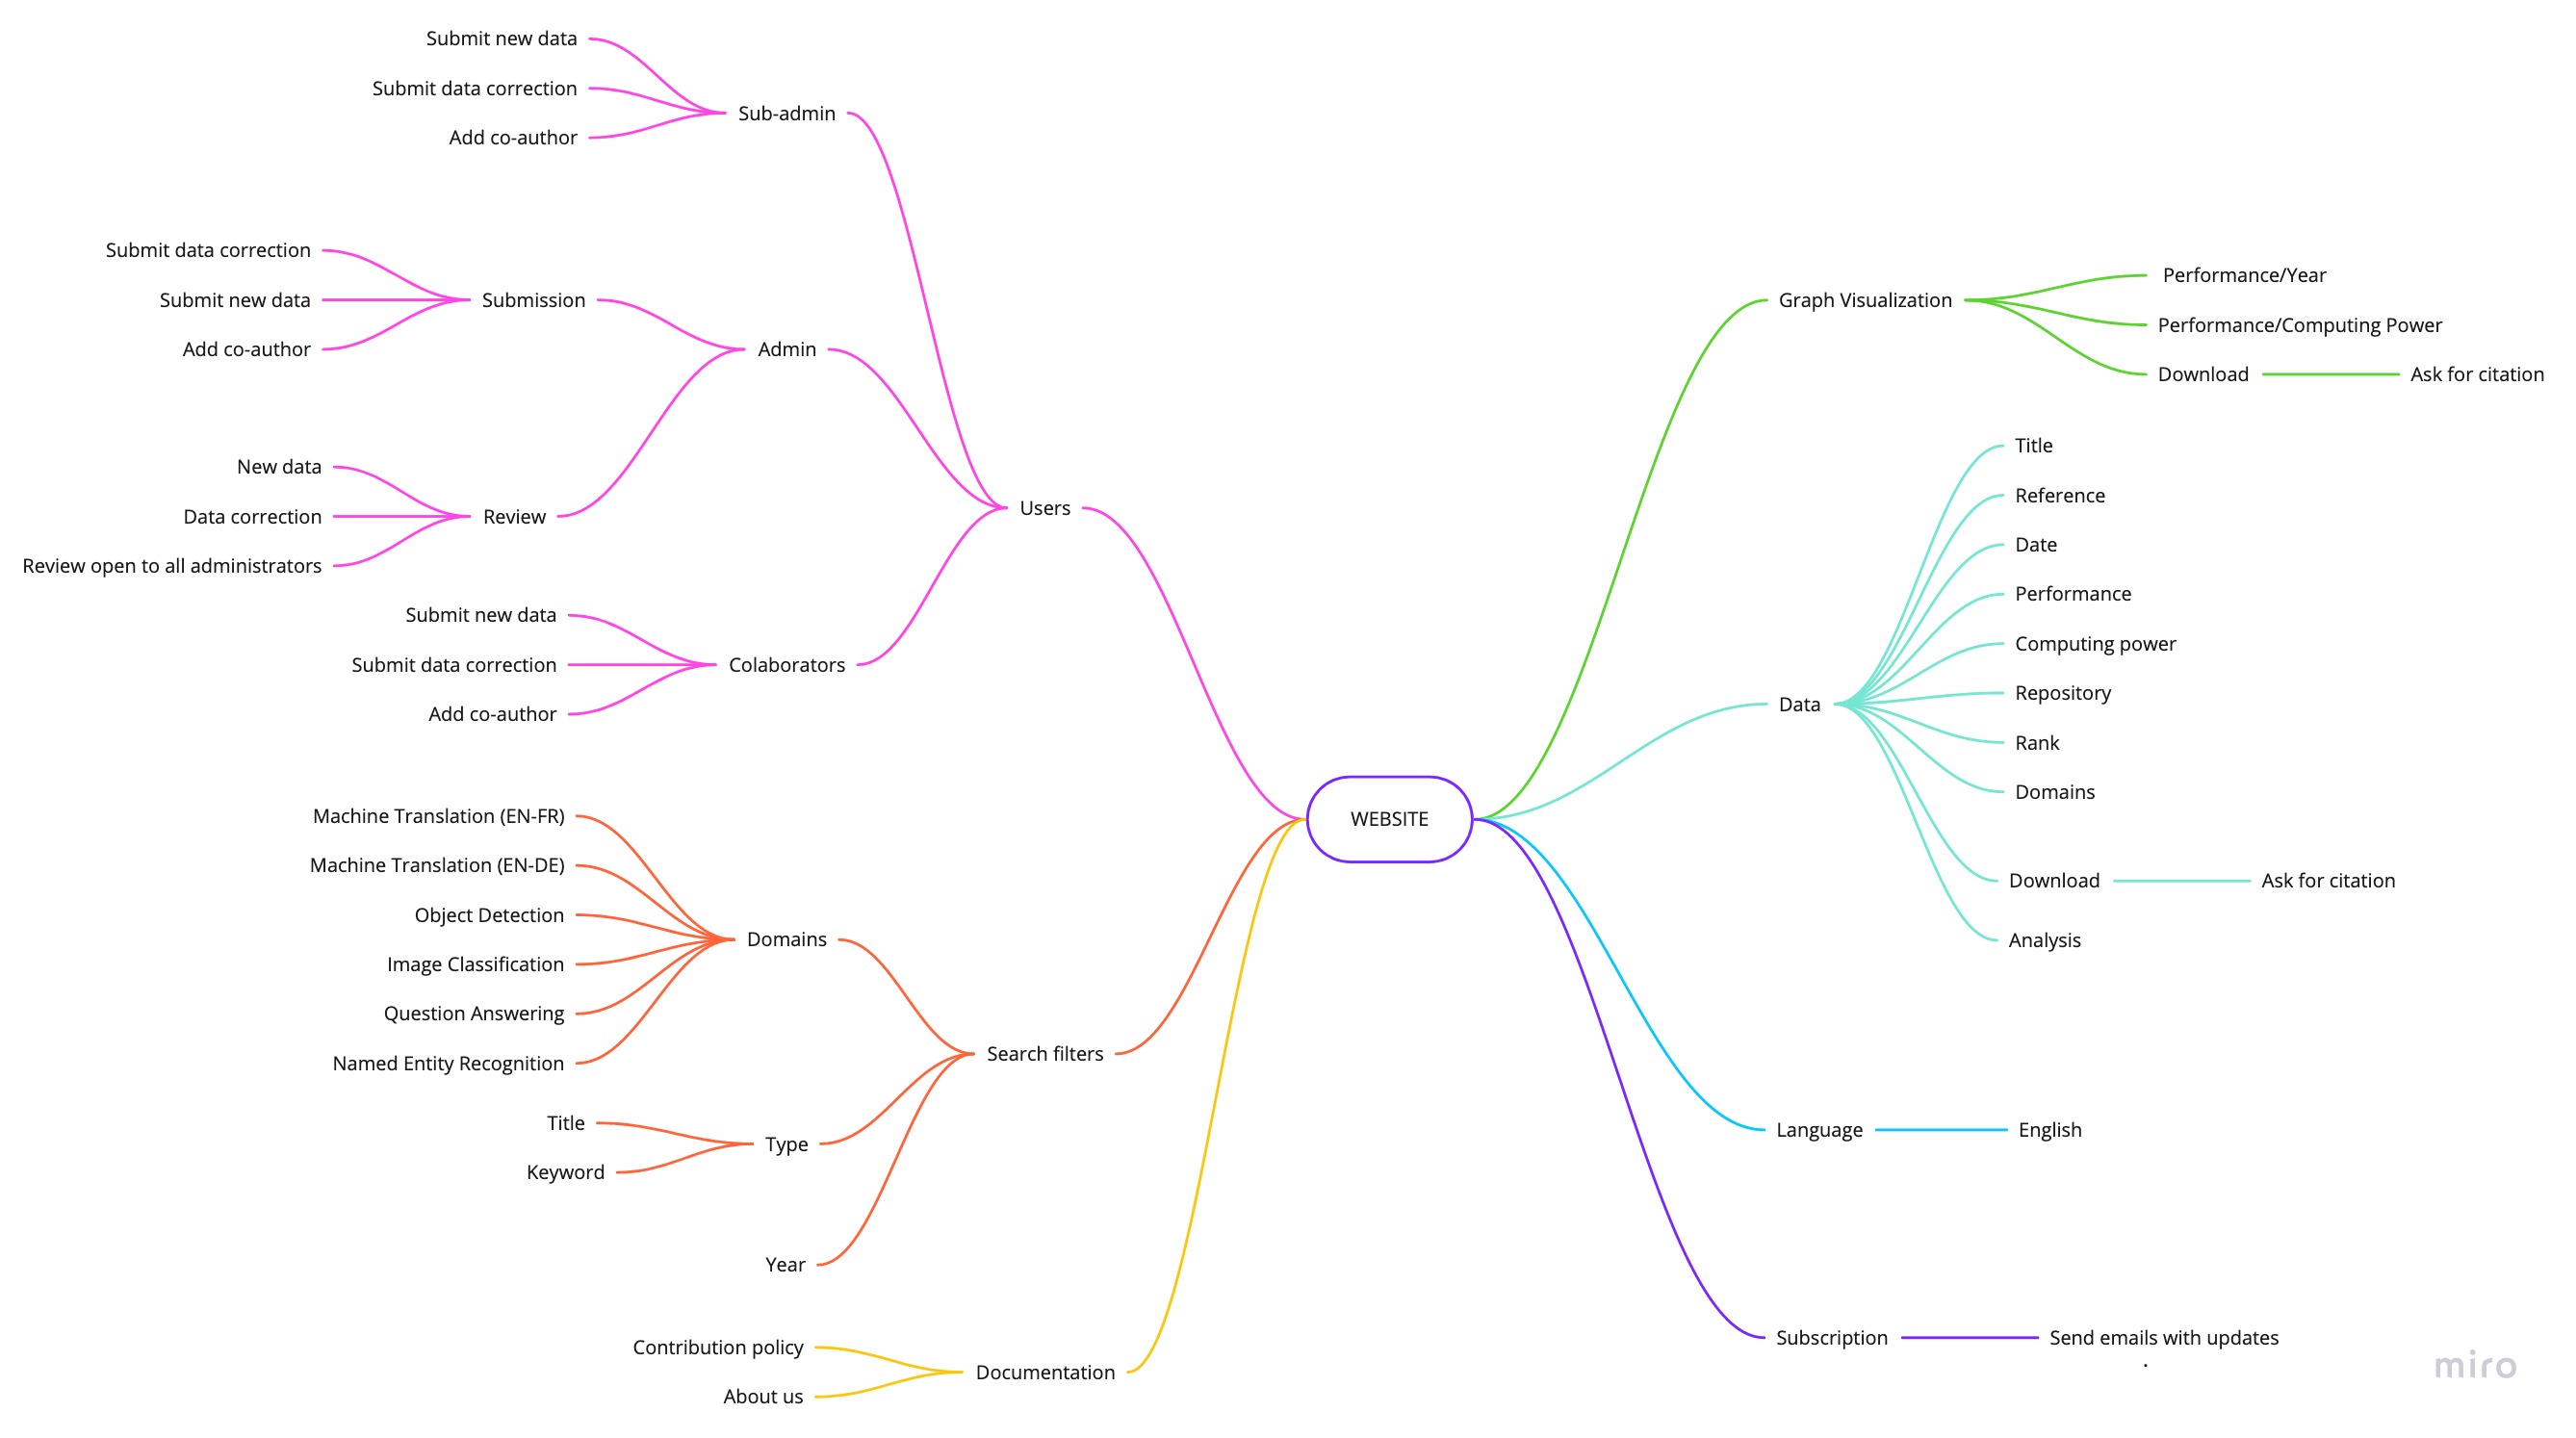 Submit new data
Submit data correction
Add co-author
Sub-admin
Submit data correction
Submit new data
Add co-author
Submission
Admin
New data
Data correction
Review open to all administrators
Review
Users
Submit new data
Submit data correction
Add co-author
Colaborators
Machine Translation (EN-FR)
Machine Translation (EN-DE)
Object Detection
Image Classification
Question Answering
Named Entity Recognition
Domains
Search filters
Title
Keyword
Type
Year
Contribution policy
About us
Documentation
WEBSITE
Graph Visualization
Performance/Year
Performance/Computing Power
Download
Ask for citation
Data
Title
Reference
Date
Performance
Computing power
Repository
Rank
Domains
Download
Ask for citation
Analysis
Language
English
Subscription
Send emails with updates
.
miro